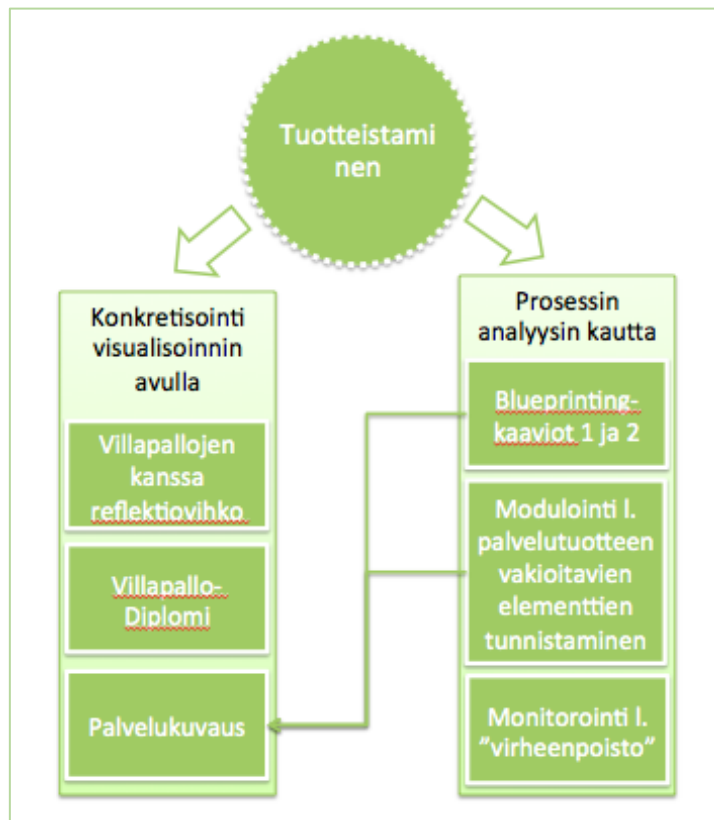 Tuotteistami
nen
Konkretisointi
visualisoinnin
avulla
Villapallojen
kanssa
reflektiovihko
Villapallo-
Diplomi
Palvelukuvaus
Prosessin
analyysin kautta
Blueprinting-
kaaviot 1 ja 2
Modulointi l.
palvelutuotteen
vakioitavien
elementtien
tunnistaminen
Monitorointi l.
”virheenpoisto”